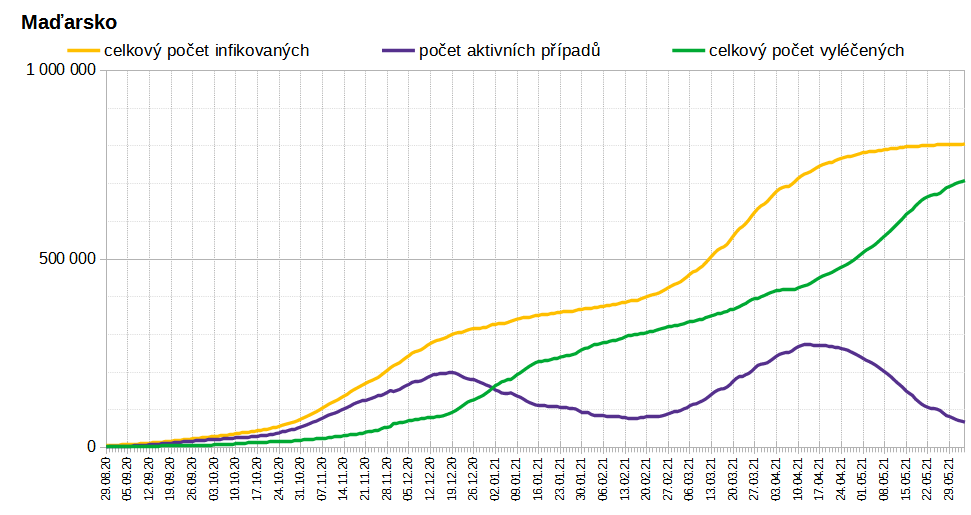 Maďarsko
celkový počet infikovaných počet aktivních případů celkový počet vyléčených
1 000 000
500 000
0
29.08.20 05.09.20 12.09.20 19.09.20 26.09.20 03.10.20 10.10.20 17.10.20 24.10.20 31.10.20 07.11.20 14.11.20 21.11.20 28.11.20 05.12.20 12.12.20 19.12.20 26.12.20 02.01.21 09.01.21 16.01.21 23.01.21 30.01.21 06.02.21 13.02.21 20.02.21 27.02.21 06.03.21 13.03.21 20.03.21 27.03.21 03.04.21 10.04.21 17.04.21 24.04.21 01.05.21 08.05.21 15.05.21 22.05.21 29.05.21